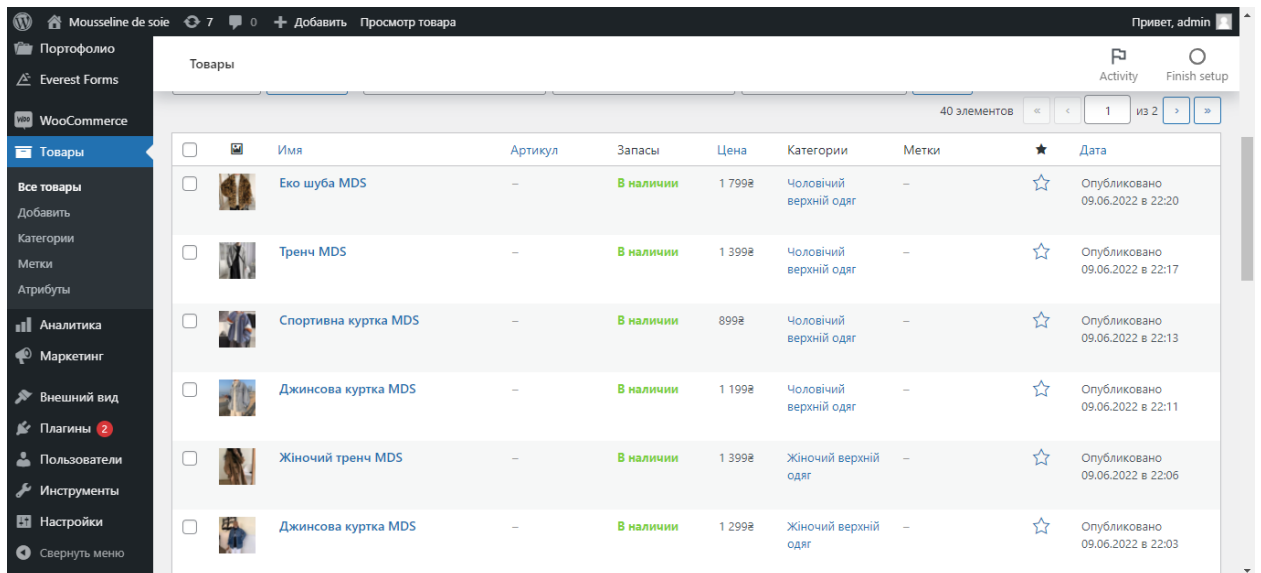 Mousseline de soie 7 0 Добавить Просмотр товара Привет, admin
Портофолио
Everest Forms
WooCommerce
Товары
Все товары
Добавить
Категории
Метки
Атрибуты
Аналитика
Маркетинг
Внешний вид
Плагины 2
Пользователи
Инструменты
Настройки
Свернуть меню
Товары
Activity Finish setup
40 элементов « ‹ 1 из 2 › »
Имя Артикул Запасы Цена Категории Метки Дата
Еко шуба MDS – В наличии 1 799₴ Чоловічий – Опубликовано
верхній одяг 09.06.2022 в 22:20
Тренч MDS – В наличии 1 399₴ Чоловічий – Опубликовано
верхній одяг 09.06.2022 в 22:17
Спортивна куртка MDS – В наличии 899₴ Чоловічий – Опубликовано
верхній одяг 09.06.2022 в 22:13
Джинсова куртка MDS – В наличии 1 199₴ Чоловічий – Опубликовано
верхній одяг 09.06.2022 в 22:11
Жіночий тренч MDS – В наличии 1 399₴ Жіночий верхній – Опубликовано
одяг 09.06.2022 в 22:06
Джинсова куртка MDS – В наличии 1 299₴ Жіночий верхній – Опубликовано
одяг 09.06.2022 в 22:03